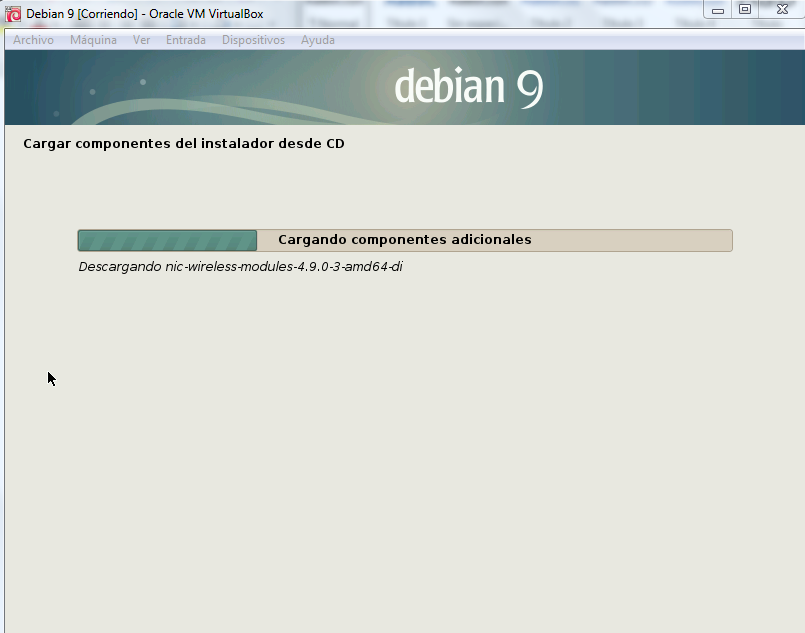 Debian 9 [Corriendo] - Oracle VM VirtualBox
Archivo Máquina Ver Entrada Dispositivos Ayuda
debian 9
Cargar componentes del instalador desde CD
Cargando componentes adicionales
Descargando nic-wireless-modules-4.9.0-3-amd64-di